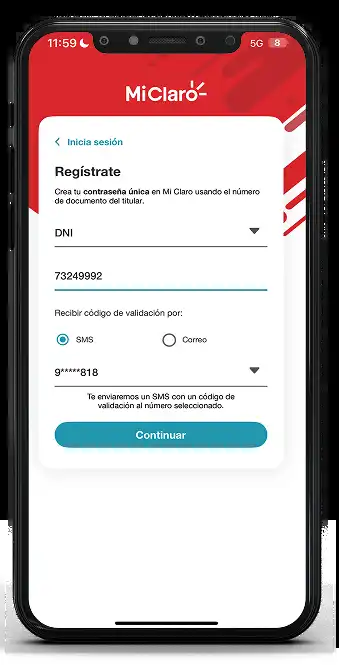 11:59
5G 8
Mi Claro
Inicia sesión
Regístrate
Crea tu contraseña única en Mi Claro usando el número
de documento del titular.
DNI
73249992
Recibir código de validación por:
SMS Correo
9*****818
Te enviaremos un SMS con un código de
validación al número seleccionado.
Continuar